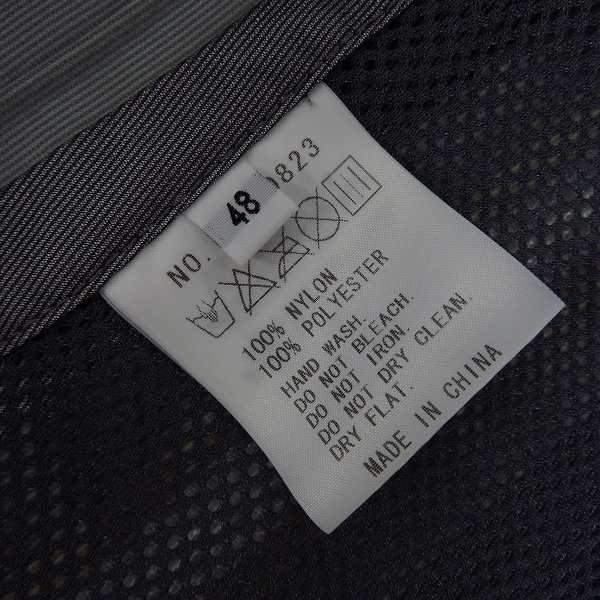 NO. 823
48
100% NYLON
100% POLYESTER
HAND WASH.
DO NOT BLEACH.
DO NOT IRON.
DO NOT DRY CLEAN.
DRY FLAT.
MADE IN CHINA